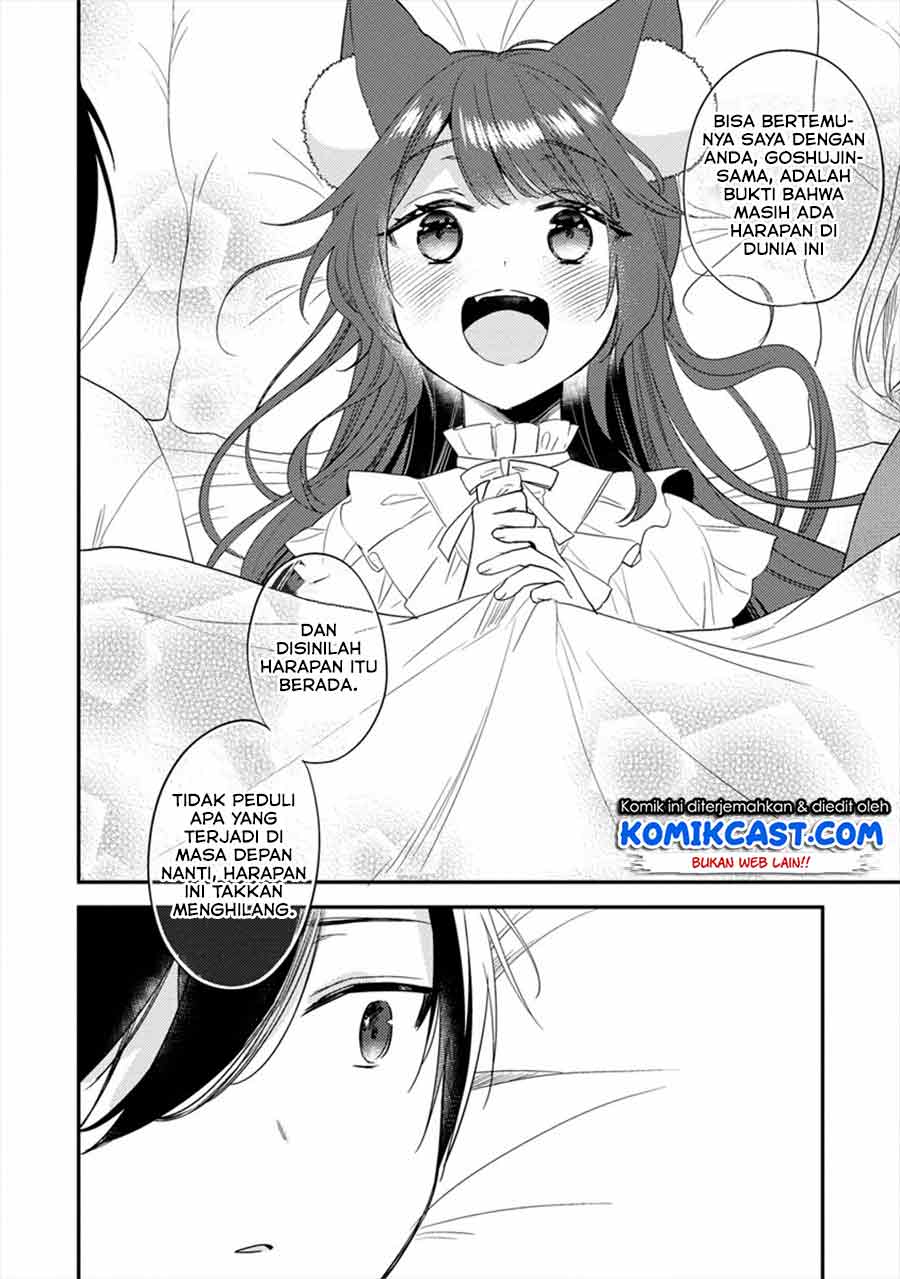 BISA BERTEMU-
NYA SAYA DENGAN
ANDA, GOSHUJIN-
SAMA, ADALAH
BUKTI BAHWA
MASIH ADA
HARAPAN DI
DUNIA INI
DAN
DISINILAH
HARAPAN ITU
BERADA.
TIDAK PEDULI
APA YANG
TERJADI DI
MASA DEPAN
NANTI, HARAPAN
INI TAKKAN
MENGHILANG.
Komik ini diterjemahkan & diedit oleh
KOMIKCAST.COM
BUKAN WEB LAIN!!